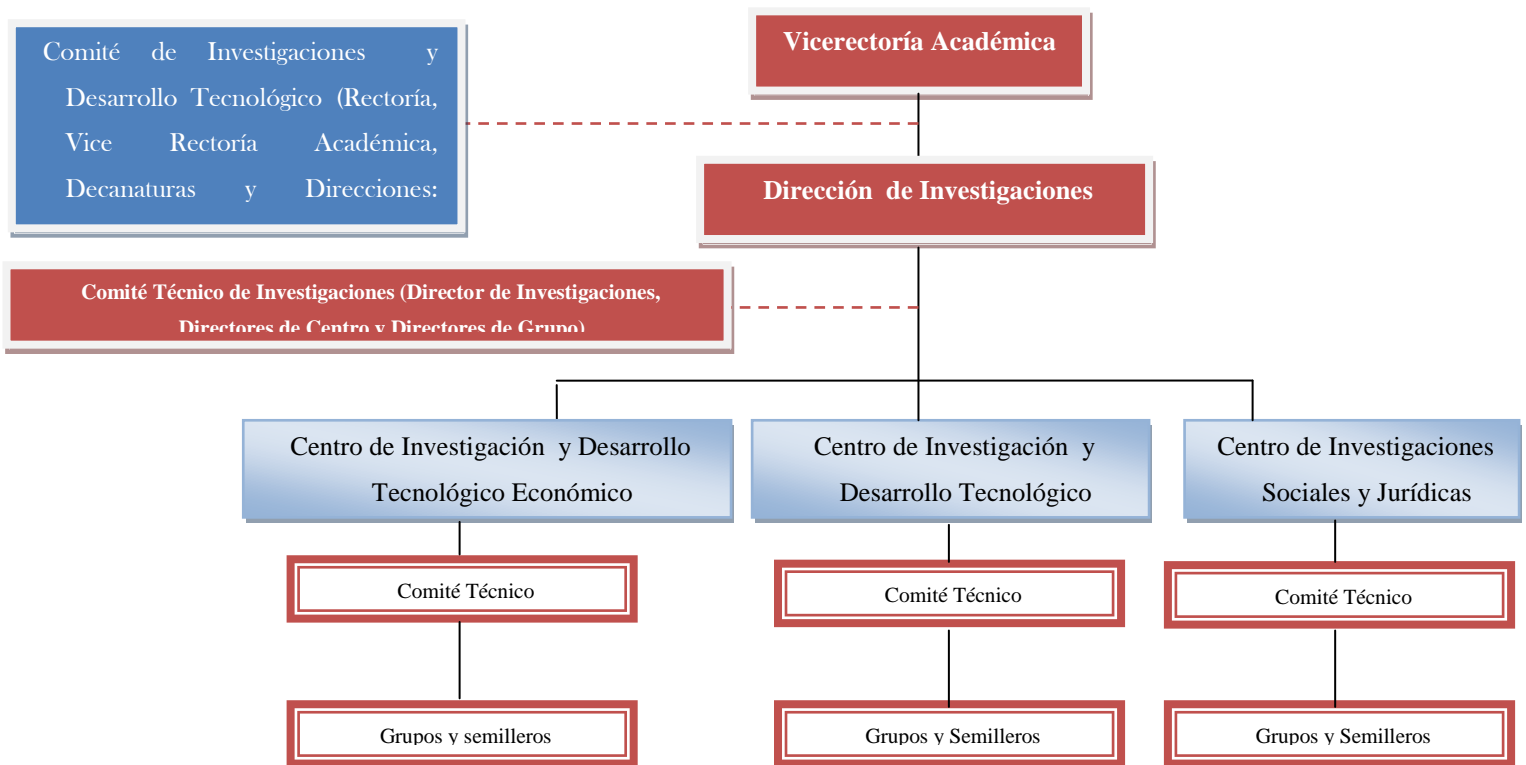 Comité de Investigaciones y
Desarrollo Tecnológico (Rectoría,
Vice Rectoría Académica,
Decanaturas y Direcciones:
Vicerectoría Académica
Dirección de Investigaciones
Comité Técnico de Investigaciones (Director de Investigaciones,
Directores de Centro y Directores de Grupo)
Centro de Investigación y Desarrollo
Tecnológico Económico
Centro de Investigación y
Desarrollo Tecnológico
Centro de Investigaciones
Sociales y Jurídicas
Comité Técnico
Comité Técnico
Comité Técnico
Grupos y semilleros
Grupos y Semilleros
Grupos y Semilleros